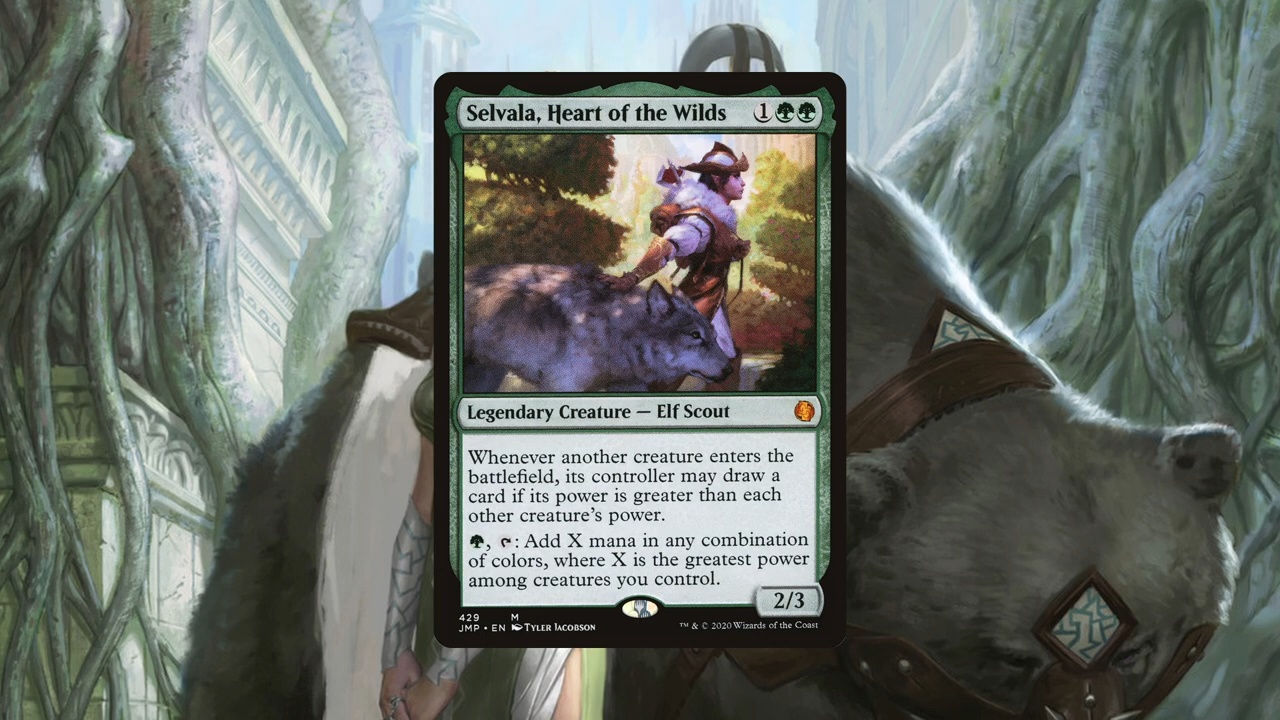 Selvala, Heart of the Wilds 1
Legendary Creature — Elf Scout
Whenever another creature enters the
battlefield, its controller may draw a
card if its power is greater than each
other creature's power.
, : Add X mana in any combination
of colors, where X is the greatest power
among creatures you control.
2/3
429 M
JMP • EN Tyler Jacobson ™ & © 2020 Wizards of the Coast